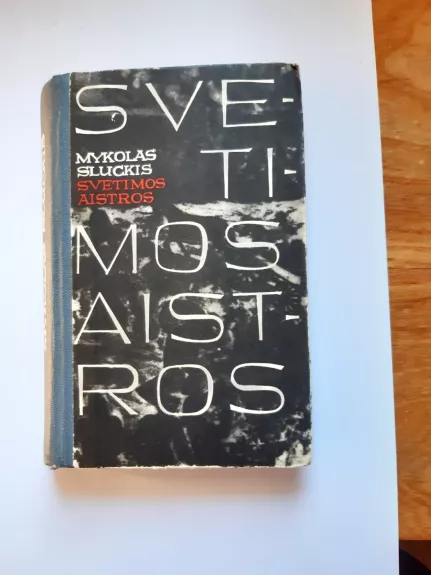 SVE-
TI-
MOS
AIST-
ROS
MYKOLAS
SLUCKIS
SVETIMOS
AISTROS